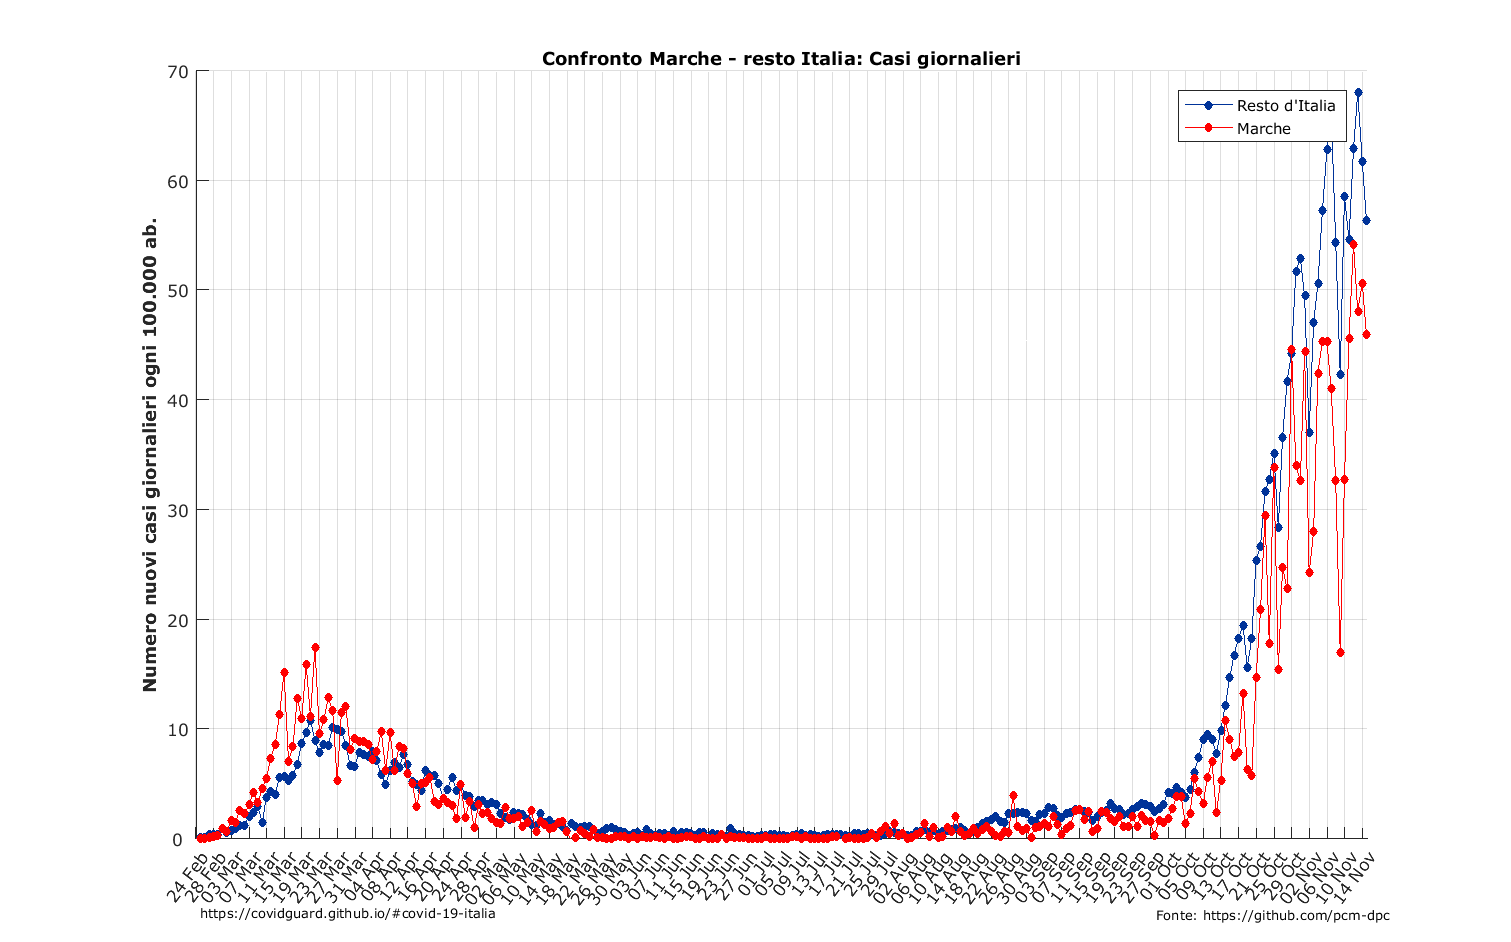 Confronto Marche - resto Italia: Casi giornalieri
Resto d'Italia
Marche
Numero nuovi casi giornalieri ogni 100.000 ab.
70
60
50
40
30
20
10
0
24 Feb
28 Feb
03 Mar
07 Mar
11 Mar
15 Mar
19 Mar
23 Mar
27 Mar
31 Mar
04 Apr
08 Apr
12 Apr
16 Apr
20 Apr
24 Apr
28 Apr
02 May
06 May
10 May
14 May
18 May
22 May
26 May
30 May
03 Jun
07 Jun
11 Jun
15 Jun
19 Jun
23 Jun
27 Jun
01 Jul
05 Jul
09 Jul
13 Jul
17 Jul
21 Jul
25 Jul
29 Jul
02 Aug
06 Aug
10 Aug
14 Aug
18 Aug
22 Aug
26 Aug
30 Aug
03 Sep
07 Sep
11 Sep
15 Sep
19 Sep
23 Sep
27 Sep
01 Oct
05 Oct
09 Oct
13 Oct
17 Oct
21 Oct
25 Oct
29 Oct
02 Nov
06 Nov
10 Nov
14 Nov
https://covidguard.github.io/#covid-19-italia
Fonte: https://github.com/pcm-dpc